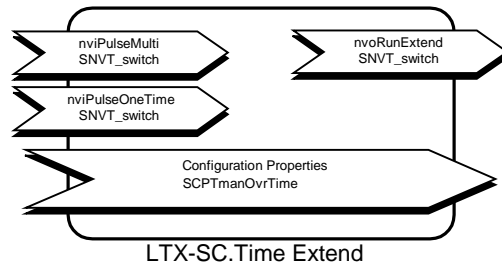 nviPulseMulti
SNVT_switch
nvoRunExtend
SNVT_switch
nviPulseOneTime
SNVT_switch
Configuration Properties
SCPTmanOvrTime
LTX-SC.Time Extend